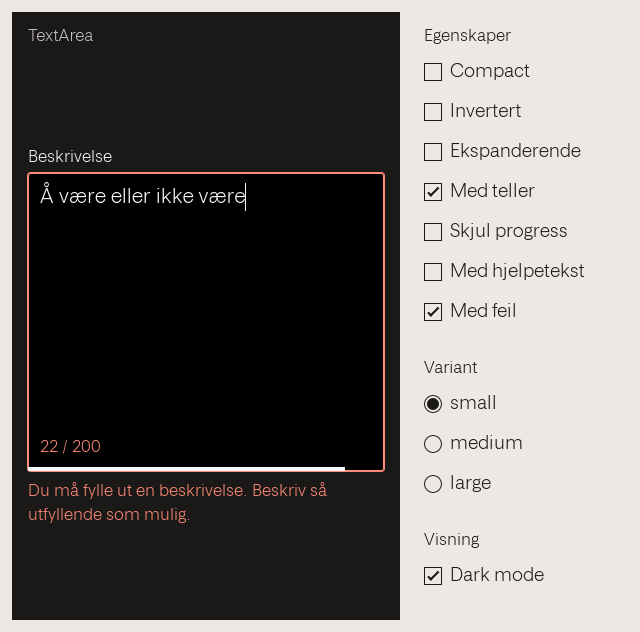 TextArea
Beskrivelse
Å være eller ikke være
22 / 200
Du må fylle ut en beskrivelse. Beskriv så
utfyllende som mulig.
Egenskaper
Compact
Invertert
Ekspanderende
Med teller
Skjul progress
Med hjelpetekst
Med feil
Variant
small
medium
large
Visning
Dark mode